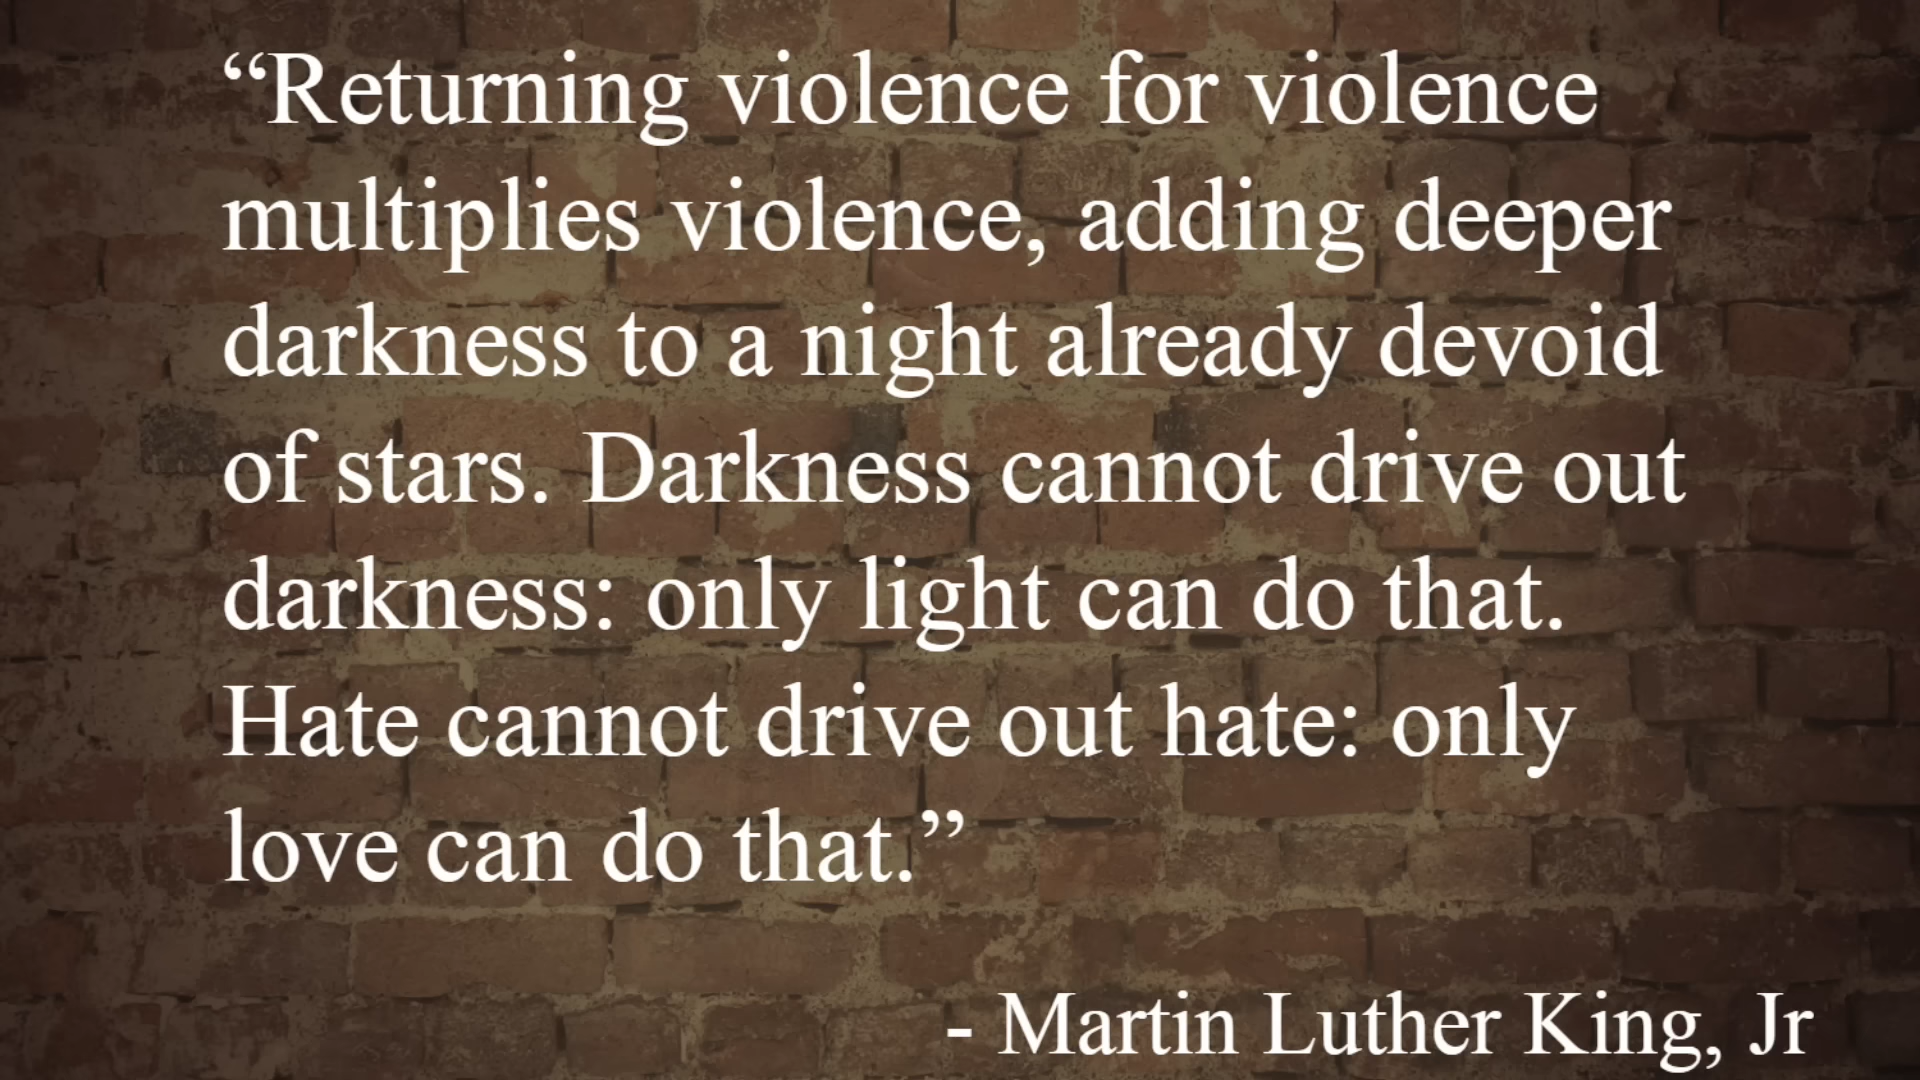 “Returning violence for violence
multiplies violence, adding deeper
darkness to a night already devoid
of stars. Darkness cannot drive out
darkness: only light can do that.
Hate cannot drive out hate: only
love can do that.”
- Martin Luther King, Jr